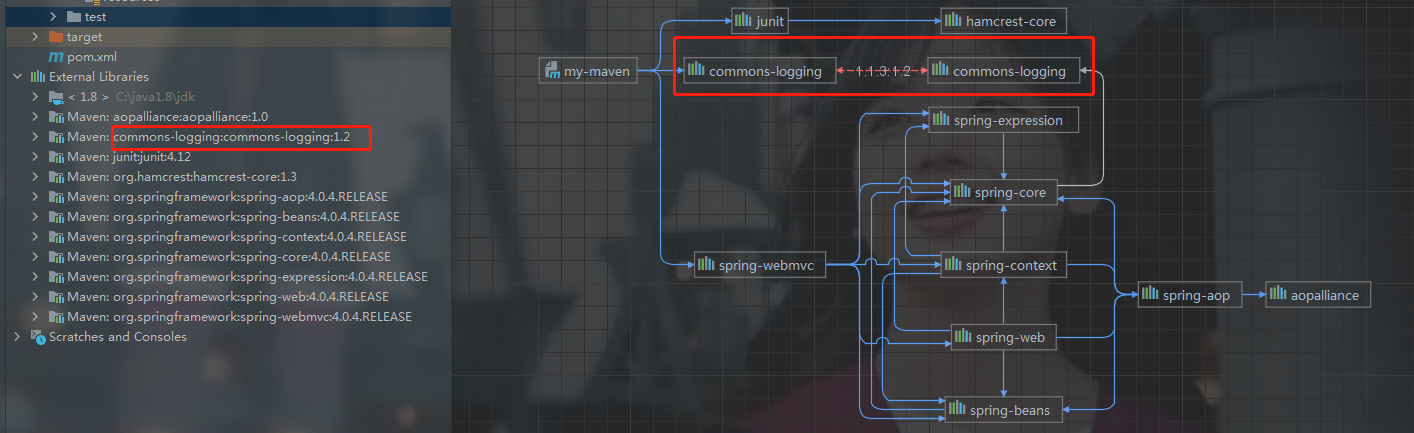 resources
test
target
pom.xml
External Libraries
< 1.8 > C:\java1.8\jdk
Maven: aopalliance:aopalliance:1.0
Maven: commons-logging:commons-logging:1.2
Maven: junit:junit:4.12
Maven: org.hamcrest:hamcrest-core:1.3
Maven: org.springframework:spring-aop:4.0.4.RELEASE
Maven: org.springframework:spring-beans:4.0.4.RELEASE
Maven: org.springframework:spring-context:4.0.4.RELEASE
Maven: org.springframework:spring-core:4.0.4.RELEASE
Maven: org.springframework:spring-expression:4.0.4.RELEASE
Maven: org.springframework:spring-web:4.0.4.RELEASE
Maven: org.springframework:spring-webmvc:4.0.4.RELEASE
Scratches and Consoles
junit
hamcrest-core
my-maven
commons-logging
1.1.3:1.2
commons-logging
spring-expression
spring-core
spring-webmvc
spring-context
spring-aop
aopalliance
spring-web
spring-beans